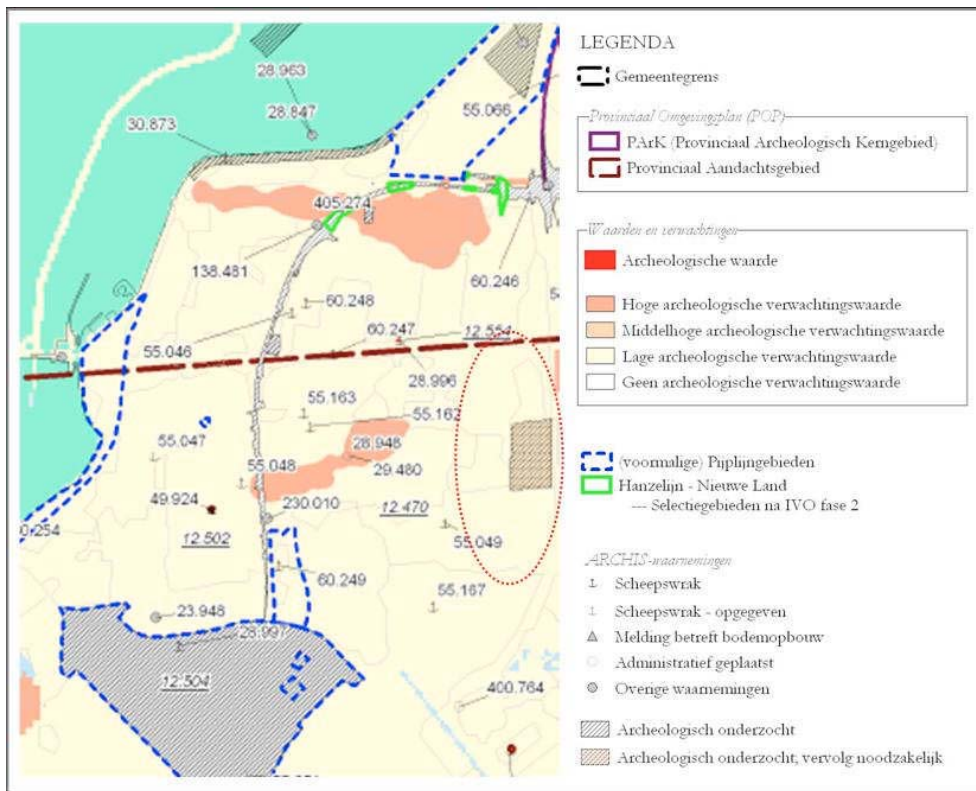 28.963
28.847
30.873
55.066
405.274
138.481
60.246
60.248
60.247
12.554
55.046
28.996
55.163
55.162
55.047
28.948
55.048
29.480
49.924
230.010
12.470
12.502
55.049
60.249
55.167
23.948
28.997
12.504
400.764
LEGENDA
Gemeentegrens
Provinciaal Omgevingsplan (POP)
PArK (Provinciaal Archeologisch Kerngebied)
Provinciaal Aandachtsgebied
Waarden en verwachtingen
Archeologische waarde
Hoge archeologische verwachtingswaarde
Middelhoge archeologische verwachtingswaarde
Lage archeologische verwachtingswaarde
Geen archeologische verwachtingswaarde
(voormalige) Pijplijngebieden
Hanzelijn - Nieuwe Land
--- Selectiegebieden na IVO fase 2
ARCHIS-waarnemingen
Scheepswrak
Scheepswrak - opgegeven
Melding betreft bodemopbouw
Administratief geplaatst
Overige waarnemingen
Archeologisch onderzocht
Archeologisch onderzocht, vervolg noodzakelijk